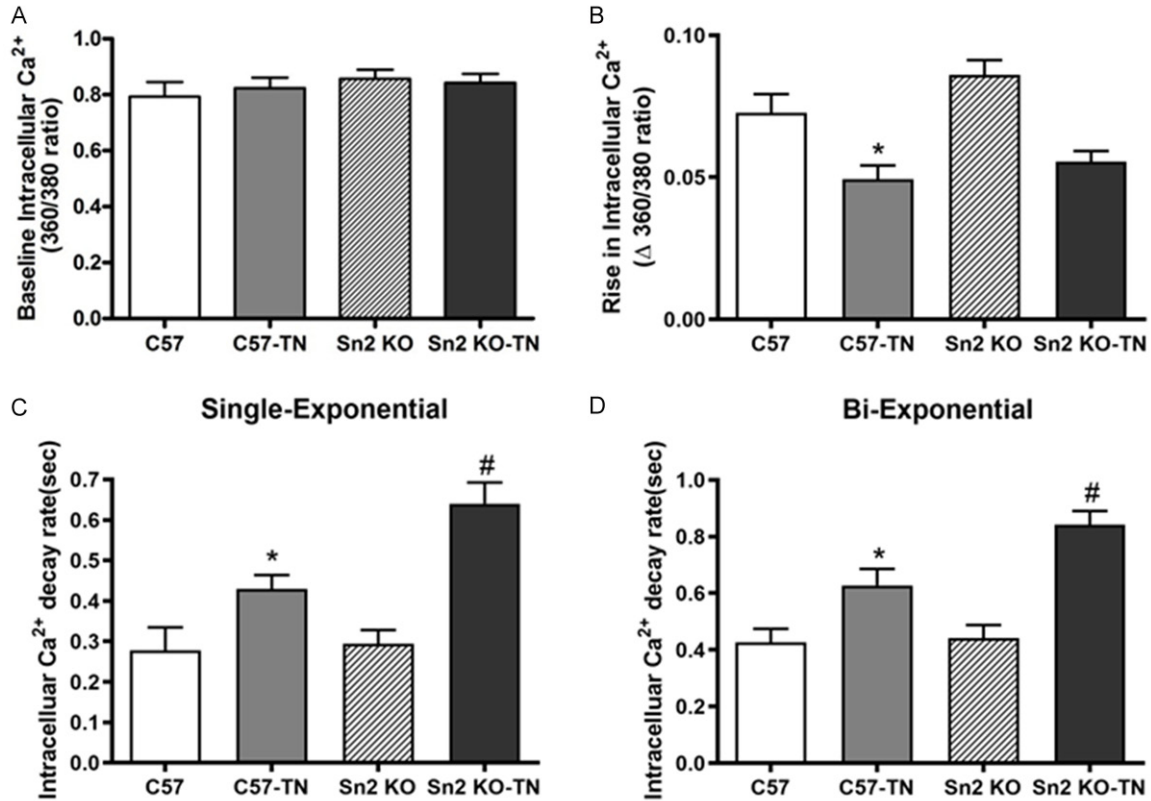 A
Baseline Intracellular Ca2+
(360/380 ratio)
1.0
0.8
0.6
0.4
0.2
0.0
C57
C57-TN
Sn2 KO
Sn2 KO-TN
B
Rise in Intracellular Ca2+
(Δ 360/380 ratio)
0.10
0.05
0.00
*
C57
C57-TN
Sn2 KO
Sn2 KO-TN
C
Single-Exponential
Intracelluar Ca2+ decay rate(sec)
0.7
0.6
0.5
0.4
0.3
0.2
0.1
0.0
*
#
C57
C57-TN
Sn2 KO
Sn2 KO-TN
D
Bi-Exponential
Intracelluar Ca2+ decay rate(sec)
1.0
0.8
0.6
0.4
0.2
0.0
*
#
C57
C57-TN
Sn2 KO
Sn2 KO-TN